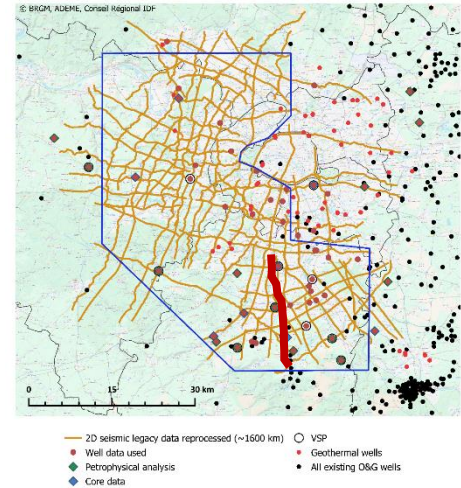 © BRGM, ADEME, Conseil Régional IDF
0 15 30 km
2D seismic legacy data reprocessed (~1600 km)
Well data used
Petrophysical analysis
Core data
VSP
Geothermal wells
All existing O&G wells